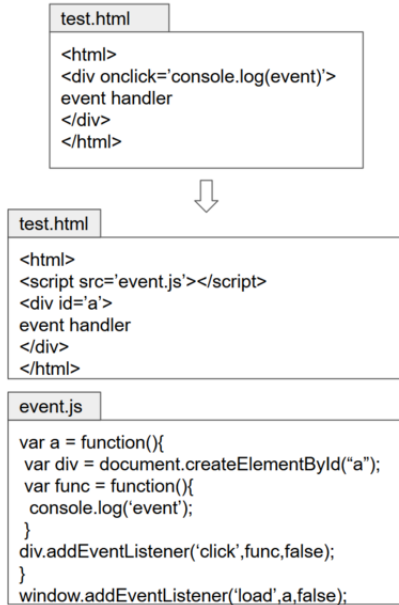 test.html
<html>
<div onclick='console.log(event)'>
event handler
</div>
</html>
test.html
<html>
<script src='event.js'></script>
<div id='a'>
event handler
</div>
</html>
event.js
var a = function(){
var div = document.createElementById(“a”);
var func = function(){
console.log(‘event’);
}
div.addEventListener(‘click’,func,false);
}
window.addEventListener(‘load’,a,false);